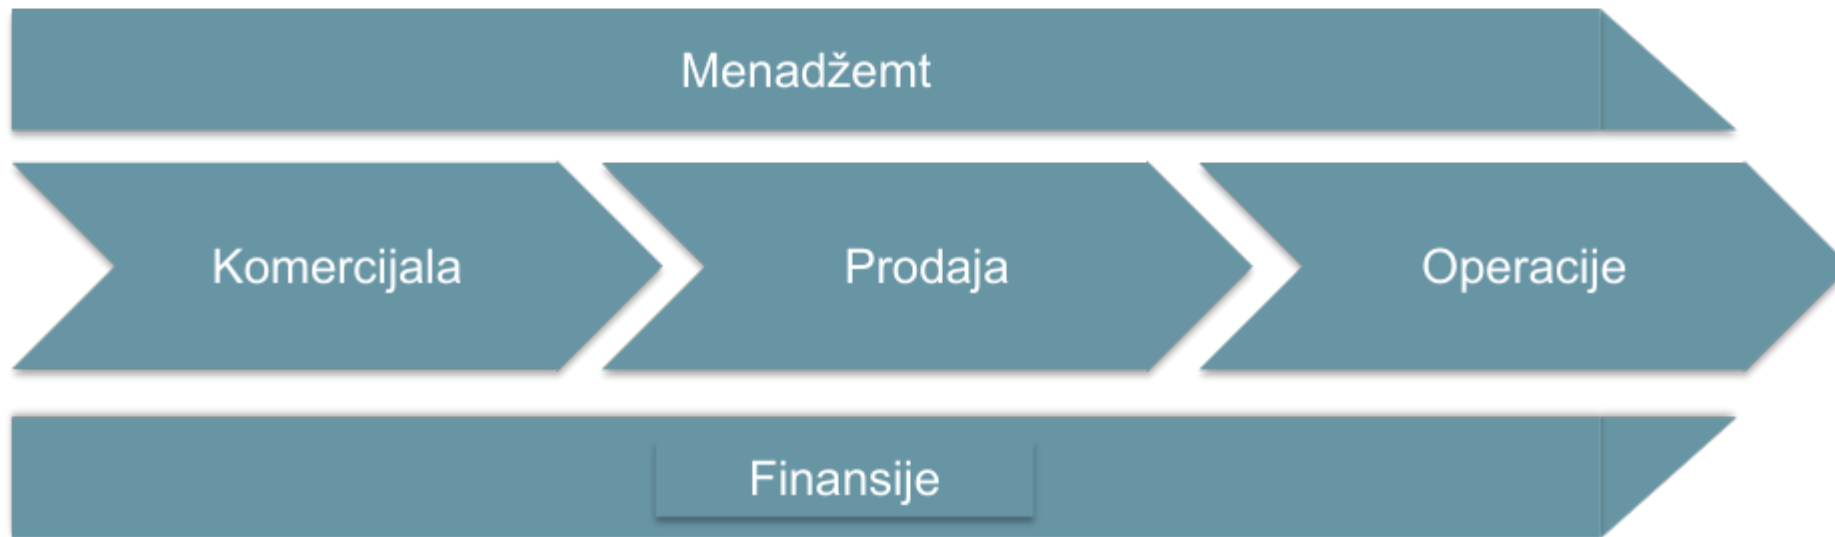 Menadžemt
Komercijala
Prodaja
Operacije
Finansije